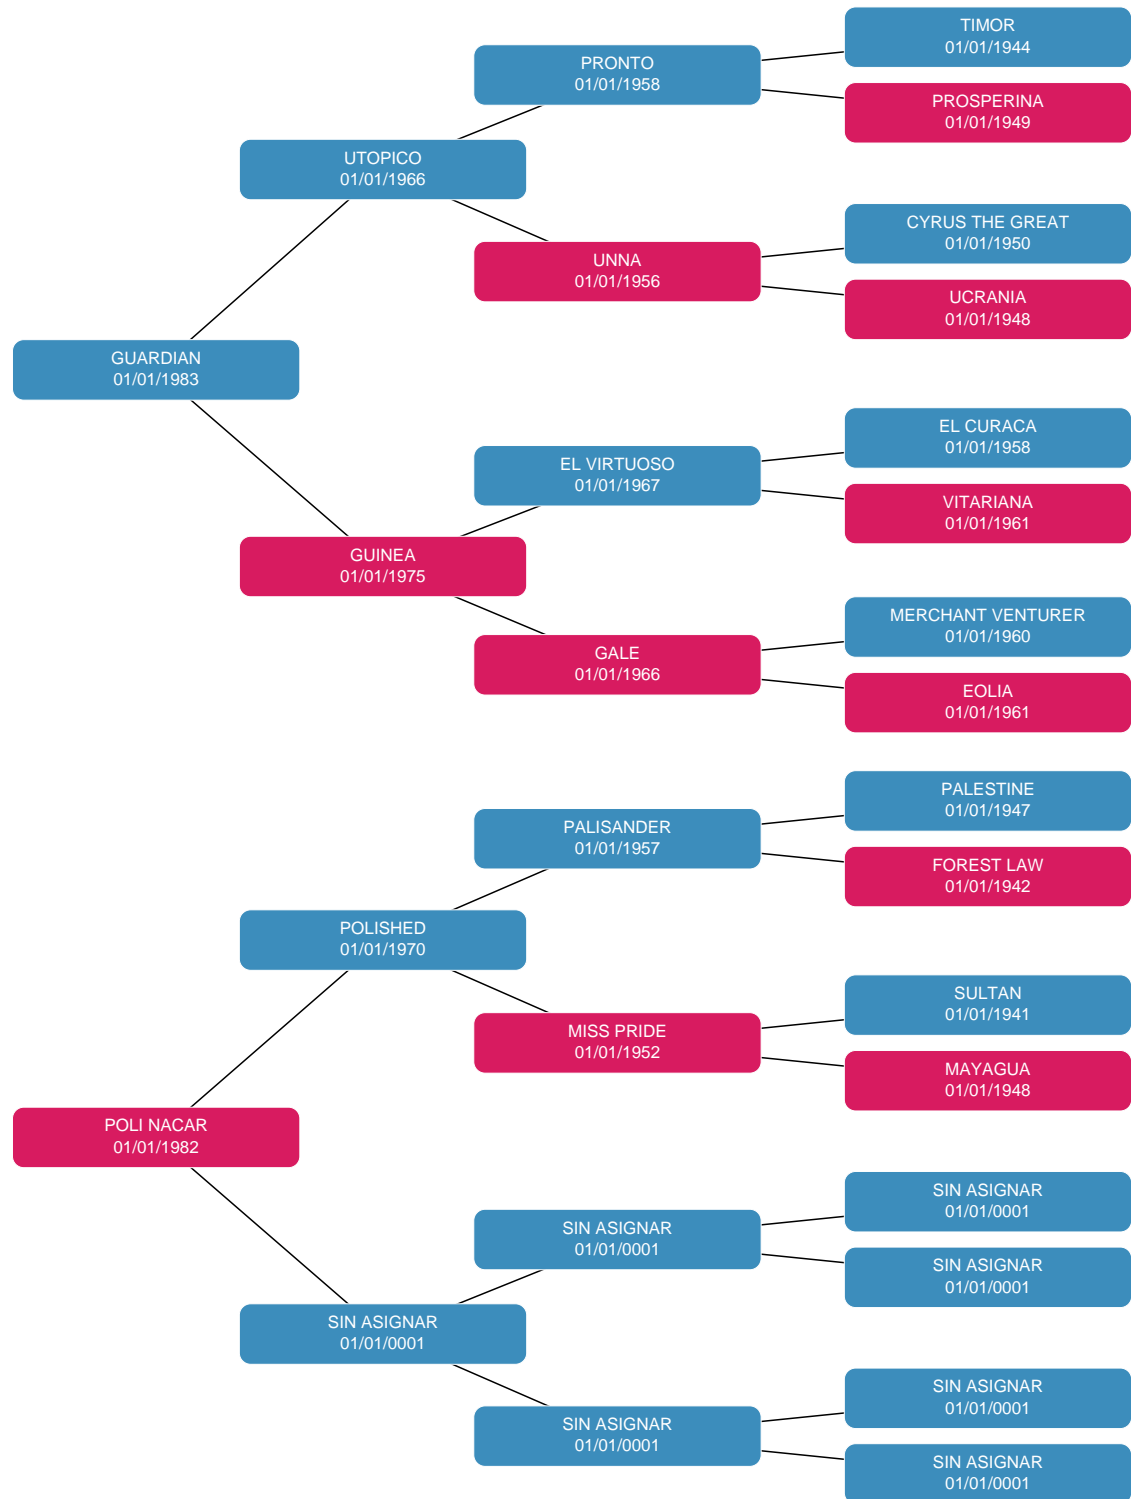 TIMOR
01/01/1944
PRONTO
01/01/1958
PROSPERINA
01/01/1949
UTOPICO
01/01/1966
CYRUS THE GREAT
01/01/1950
UNNA
01/01/1956
UCRANIA
01/01/1948
GUARDIAN
01/01/1983
EL CURACA
01/01/1958
EL VIRTUOSO
01/01/1967
VITARIANA
01/01/1961
GUINEA
01/01/1975
MERCHANT VENTURER
01/01/1960
GALE
01/01/1966
EOLIA
01/01/1961
PALESTINE
01/01/1947
PALISANDER
01/01/1957
FOREST LAW
01/01/1942
POLISHED
01/01/1970
SULTAN
01/01/1941
MISS PRIDE
01/01/1952
MAYAGUA
01/01/1948
POLI NACAR
01/01/1982
SIN ASIGNAR
01/01/0001
SIN ASIGNAR
01/01/0001
SIN ASIGNAR
01/01/0001
SIN ASIGNAR
01/01/0001
SIN ASIGNAR
01/01/0001
SIN ASIGNAR
01/01/0001
SIN ASIGNAR
01/01/0001